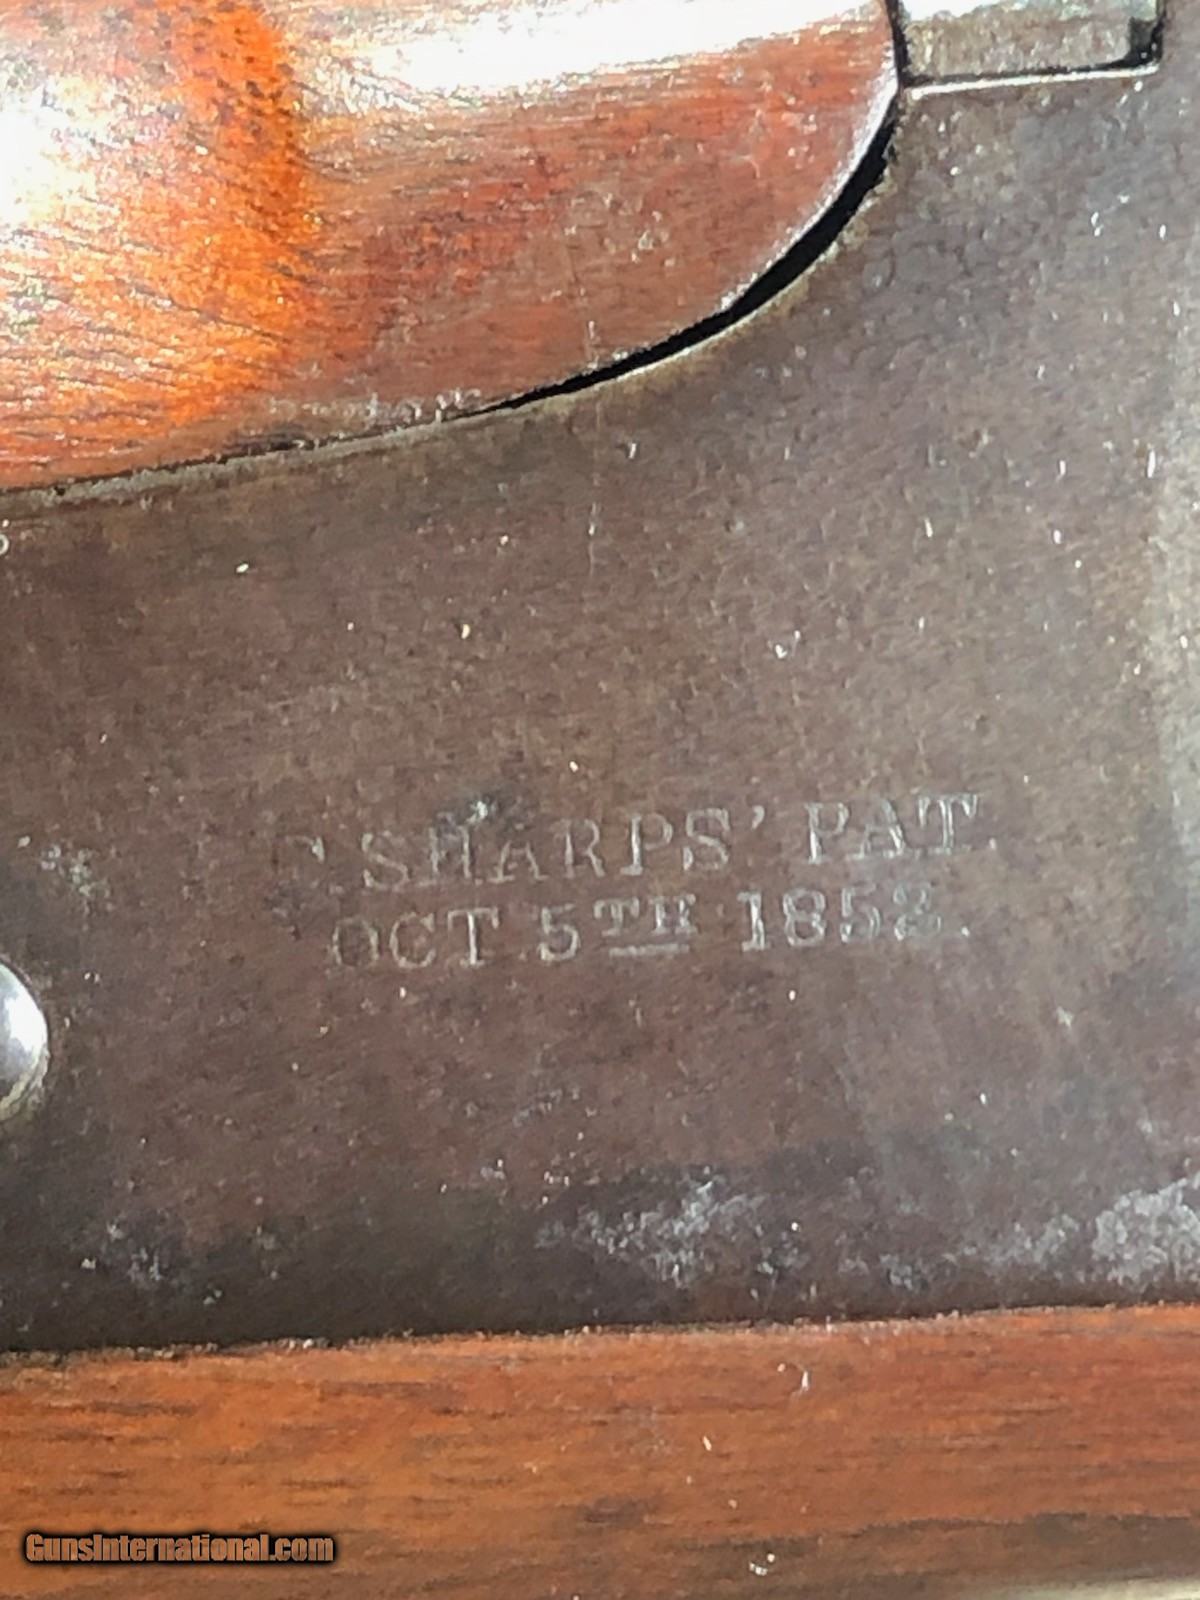 C. SHARPS' PAT.
OCT. 5TH 1852.
GunsInternational.com